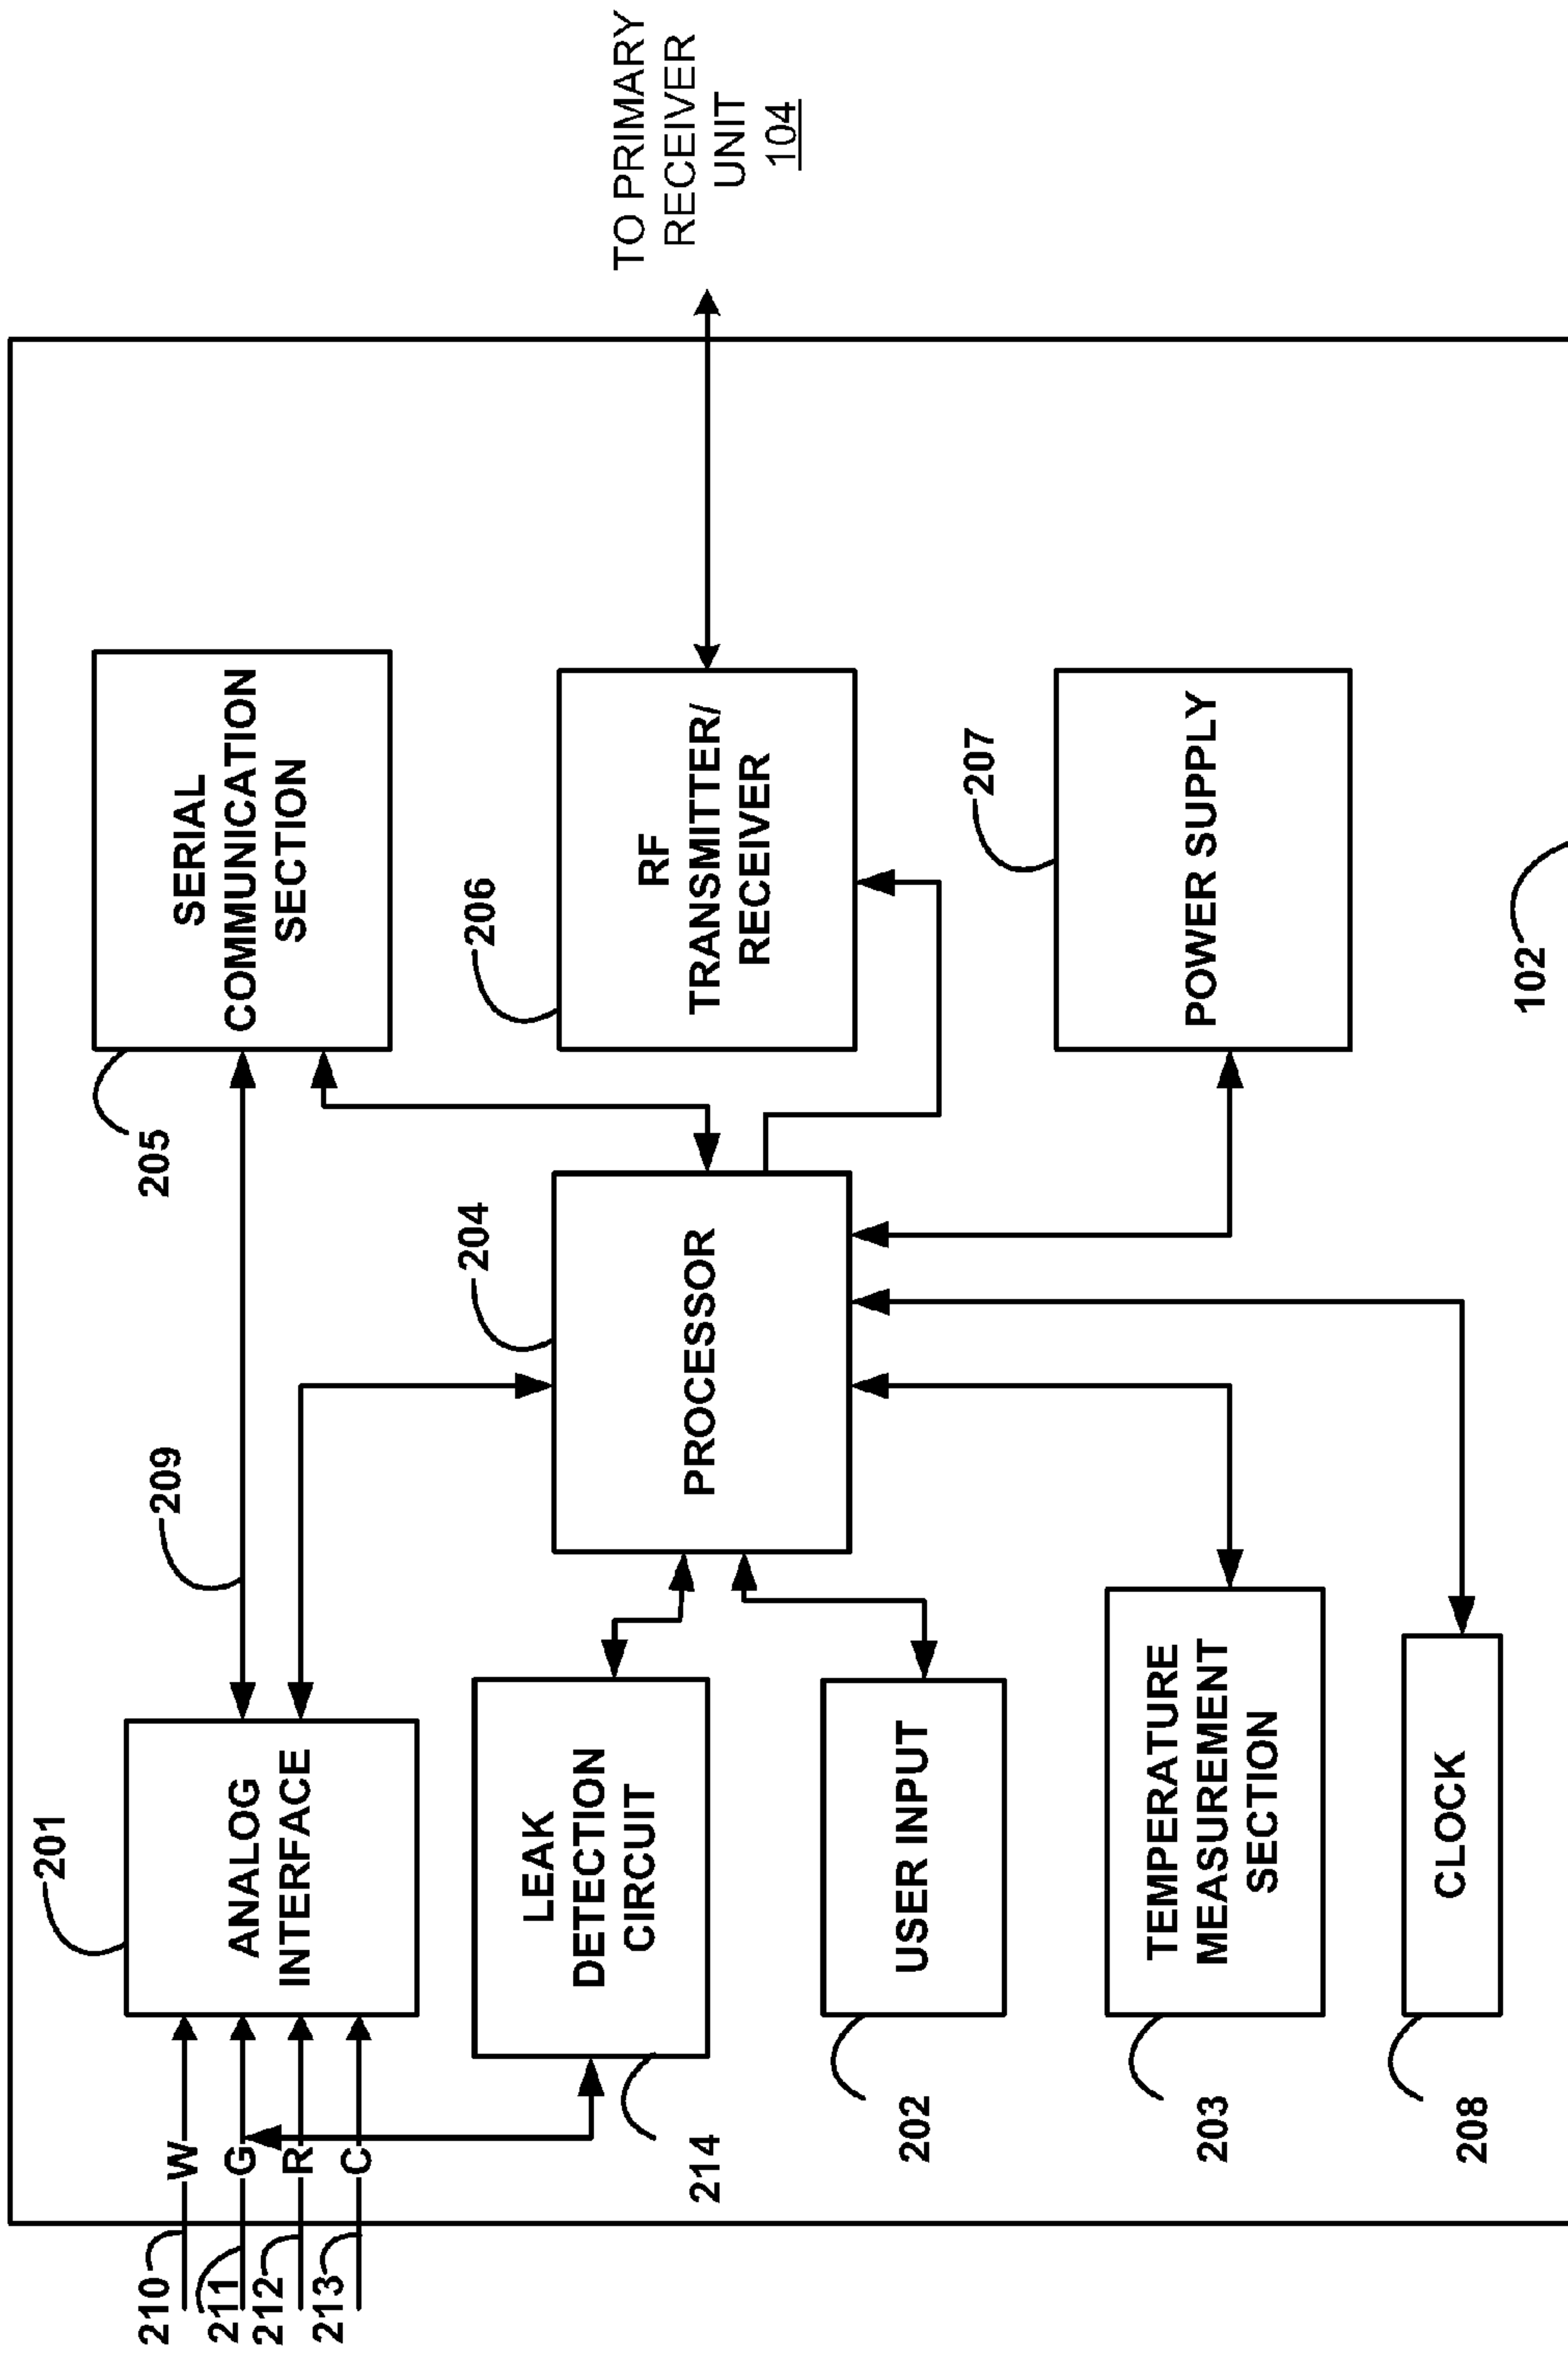 210
W
211
G
212
R
213
C
201
ANALOG
INTERFACE
209
205
SERIAL
COMMUNICATION
SECTION
214
LEAK
DETECTION
CIRCUIT
204
PROCESSOR
206
RF
TRANSMITTER/
RECEIVER
TO PRIMARY
RECEIVER
UNIT
104
202
USER INPUT
203
TEMPERATURE
MEASUREMENT
SECTION
207
POWER SUPPLY
208
CLOCK
102